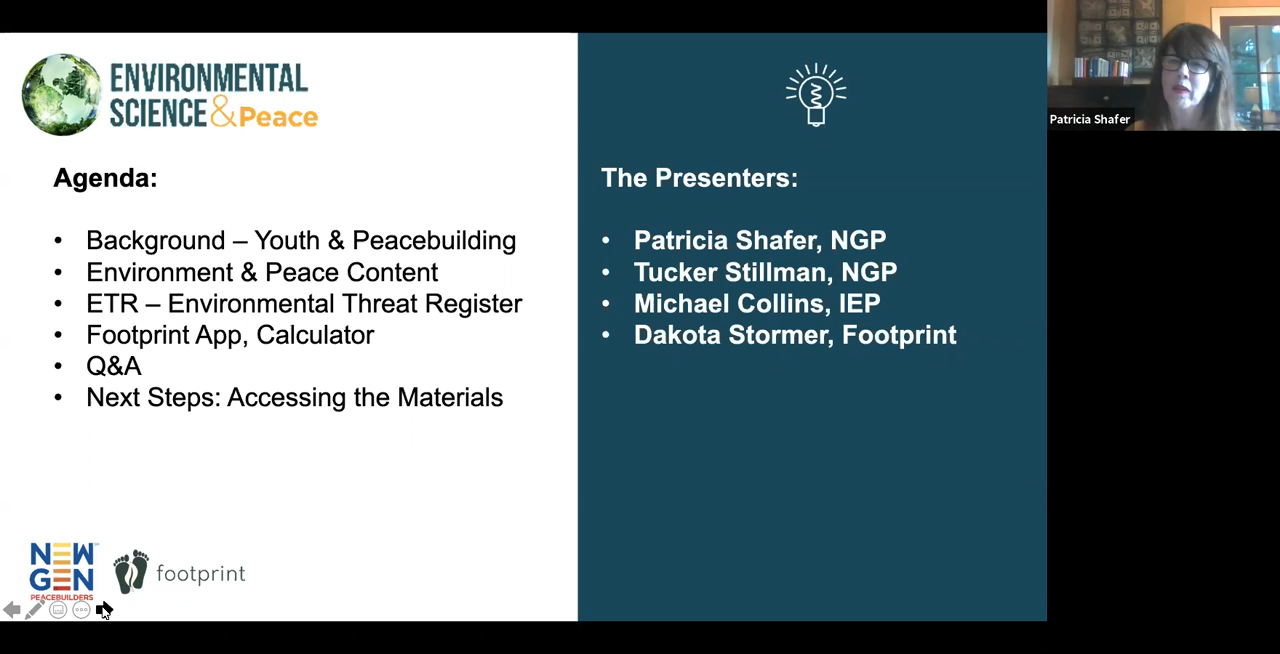 ENVIRONMENTAL
SCIENCE & Peace
Agenda:
• Background – Youth & Peacebuilding
• Environment & Peace Content
• ETR – Environmental Threat Register
• Footprint App, Calculator
• Q&A
• Next Steps: Accessing the Materials
NEW
GEN
PEACEBUILDERS
footprint
The Presenters:
• Patricia Shafer, NGP
• Tucker Stillman, NGP
• Michael Collins, IEP
• Dakota Stormer, Footprint
Patricia Shafer